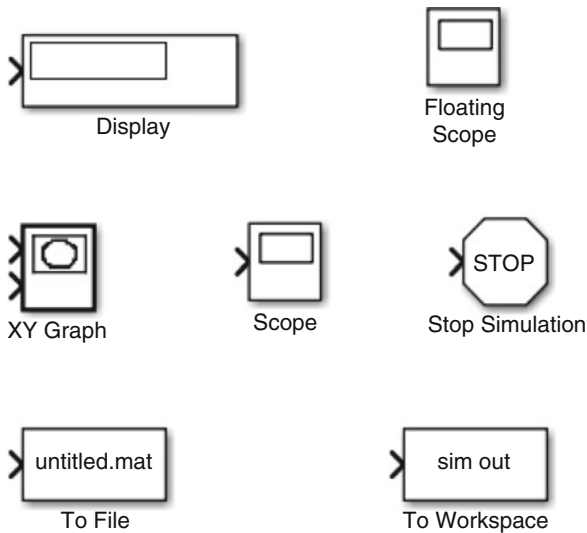 Display
Floating
Scope
XY Graph
Scope
STOP
Stop Simulation
untitled.mat
To File
sim out
To Workspace